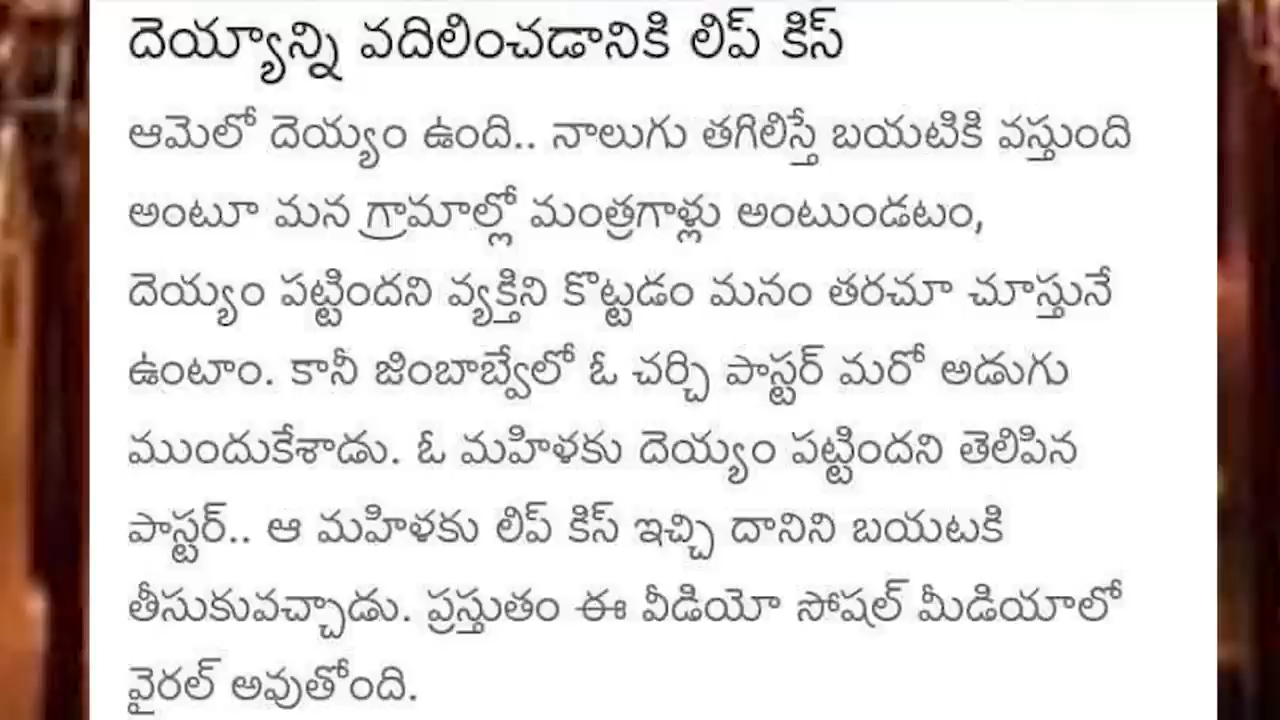 దెయ్యాన్ని వదిలించడానికి లిప్ కిస్
ఆమెలో దెయ్యం ఉంది.. నాలుగు తగిలిస్తే బయటికి వస్తుంది
అంటూ మన గ్రామాల్లో మంత్రగాళ్లు అంటుండటం,
దెయ్యం పట్టిందని వ్యక్తిని కొట్టడం మనం తరచూ చూస్తునే
ఉంటాం. కానీ జింబాబ్వేలో ఓ చర్చి పాస్టర్ మరో అడుగు
ముందుకేశాడు. ఓ మహిళకు దెయ్యం పట్టిందని తెలిపిన
పాస్టర్.. ఆ మహిళకు లిప్ కిస్ ఇచ్చి దానిని బయటకి
తీసుకువచ్చాడు. ప్రస్తుతం ఈ వీడియో సోషల్ మీడియాలో
వైరల్ అవుతోంది.